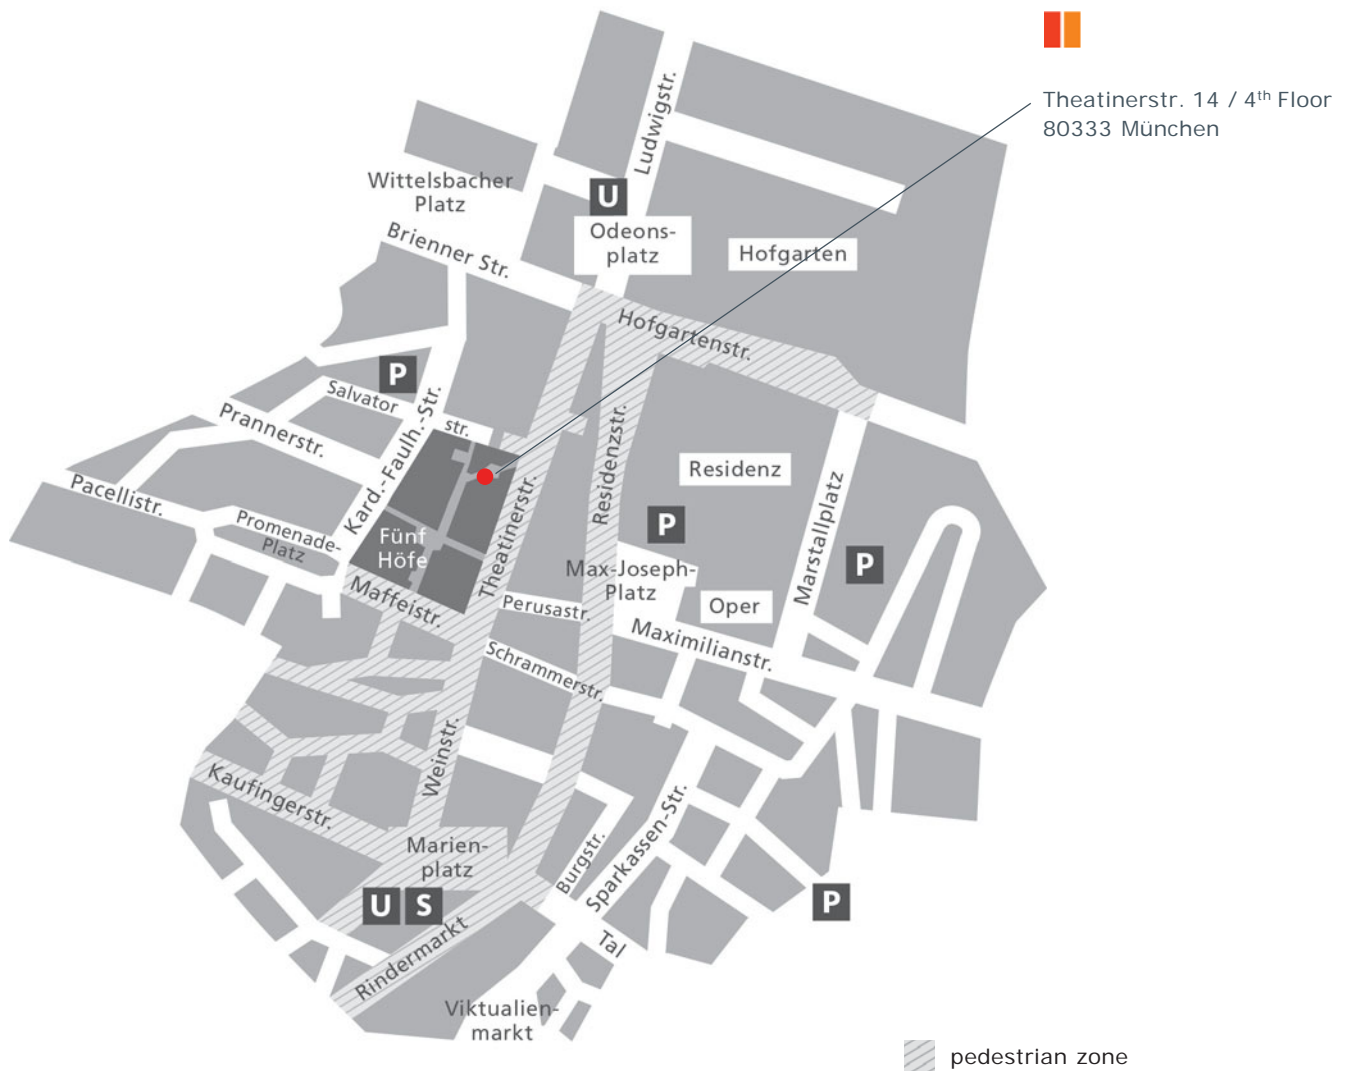 Theatinerstr. 14 / 4th Floor
80333 München
Ludwigstr.
Wittelsbacher
Platz
U
Odeons-
platz
Hofgarten
Brienner Str.
Hofgartenstr.
P
Salvator
str.
Prannerstr.
Kard.-Faulh.-Str.
Residenzstr.
Residenz
Pacellistr.
Promenade-
Platz
Fünf
Höfe
Theatinerstr.
P
Marstallplatz
P
Max-Joseph-
Platz
Oper
Maffeistr.
Perusastr.
Maximilianstr.
Schrammerstr.
Weinstr.
Kaufingerstr.
Marien-
platz
Burgstr.
Sparkassen-Str.
U S
P
Rindermarkt
Tal
Viktualien-
markt
pedestrian zone